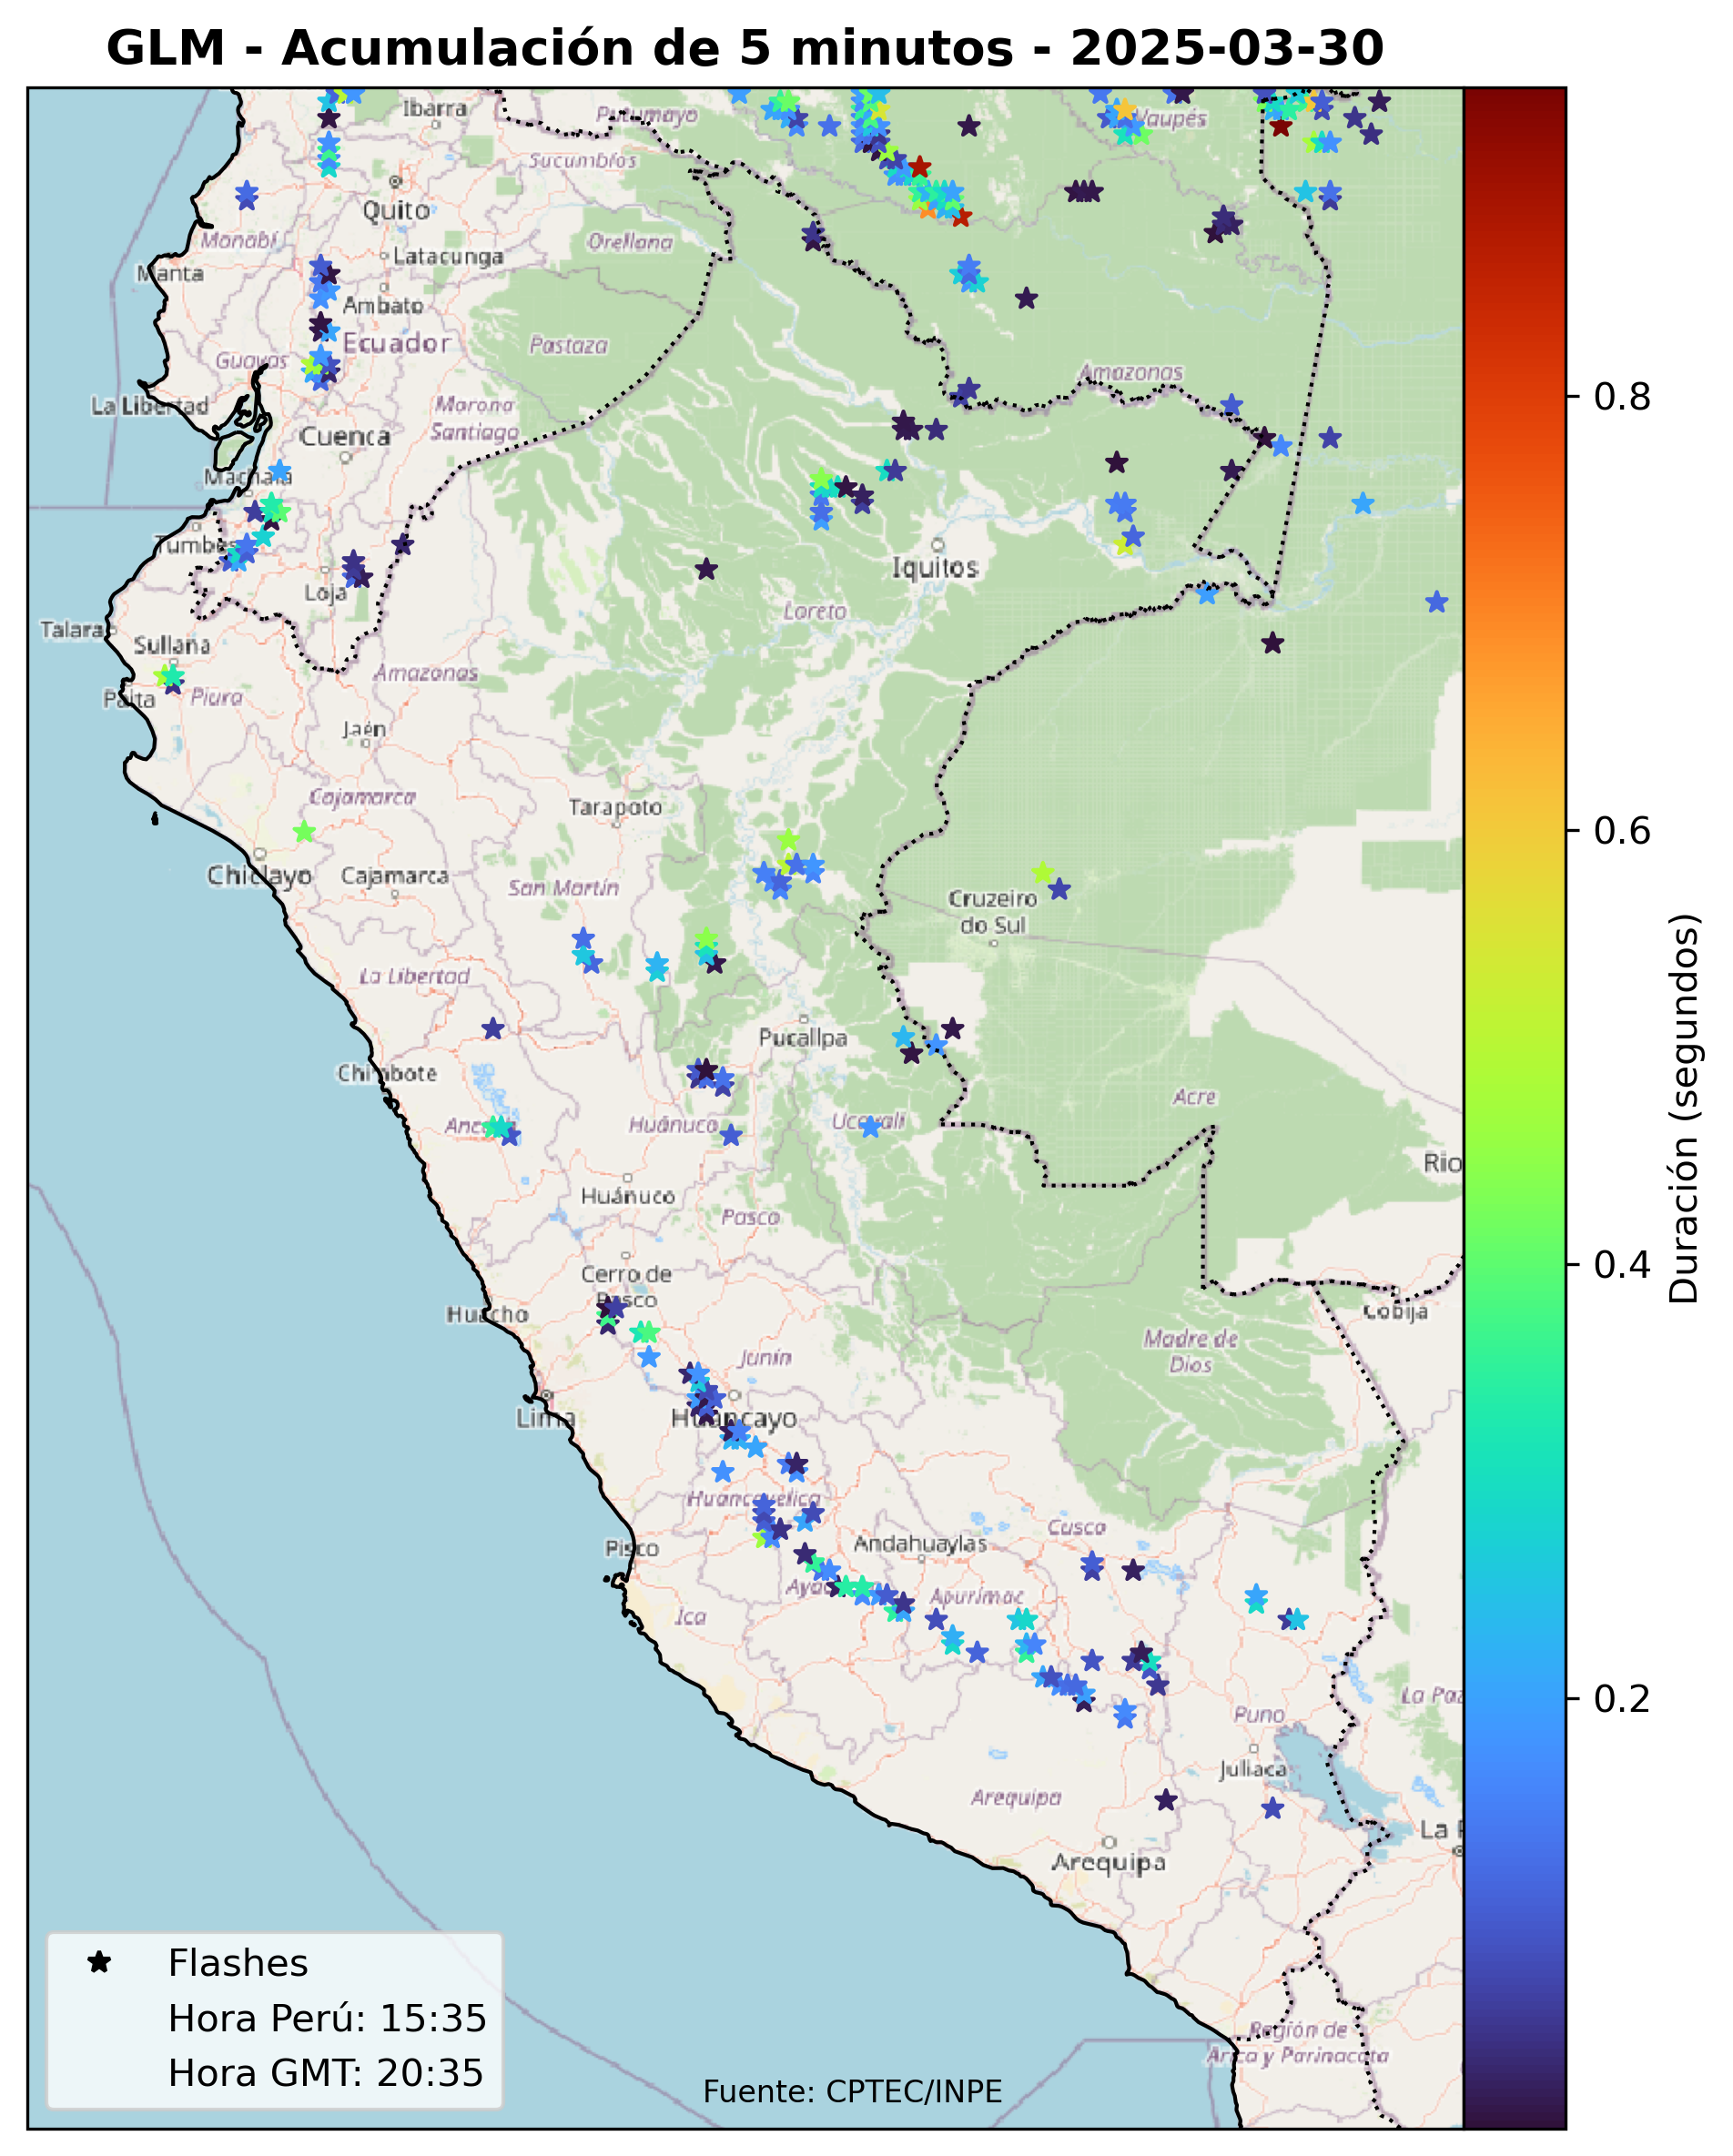 GLM - Acumulación de 5 minutos - 2025-03-30
Ibarra
Putumayo
Vaupés
Sucumbíos
Quito
Manabí
Orellana
Latacunga
Manta
Ambato
Ecuador
Guayas
Pastaza
Amazonas
La Libertad
Morona
Santiago
Cuenca
Machala
Tumbes
Iquitos
Loja
Loreto
Talara
Sullana
Amazonas
Paita
Piura
Jaén
Cajamarca
Tarapoto
Chiclayo
Cajamarca
San Martín
Cruzeiro
do Sul
La Libertad
Pucallpa
Chimbote
Acre
Huánuco
Ucayali
Rio
Huánuco
Pasco
Cerro de
Pasco
Huacho
Cobija
Madre de
Dios
Junín
Lima
Huancayo
Huancavelica
Cusco
Pisco
Andahuaylas
Apurímac
Ica
La Paz
Puno
Juliaca
Arequipa
La P
Arequipa
Región de
Arica y Parinacota
Flashes
Hora Perú: 15:35
Hora GMT: 20:35
Fuente: CPTEC/INPE
0.8
0.6
0.4
0.2
Duración (segundos)